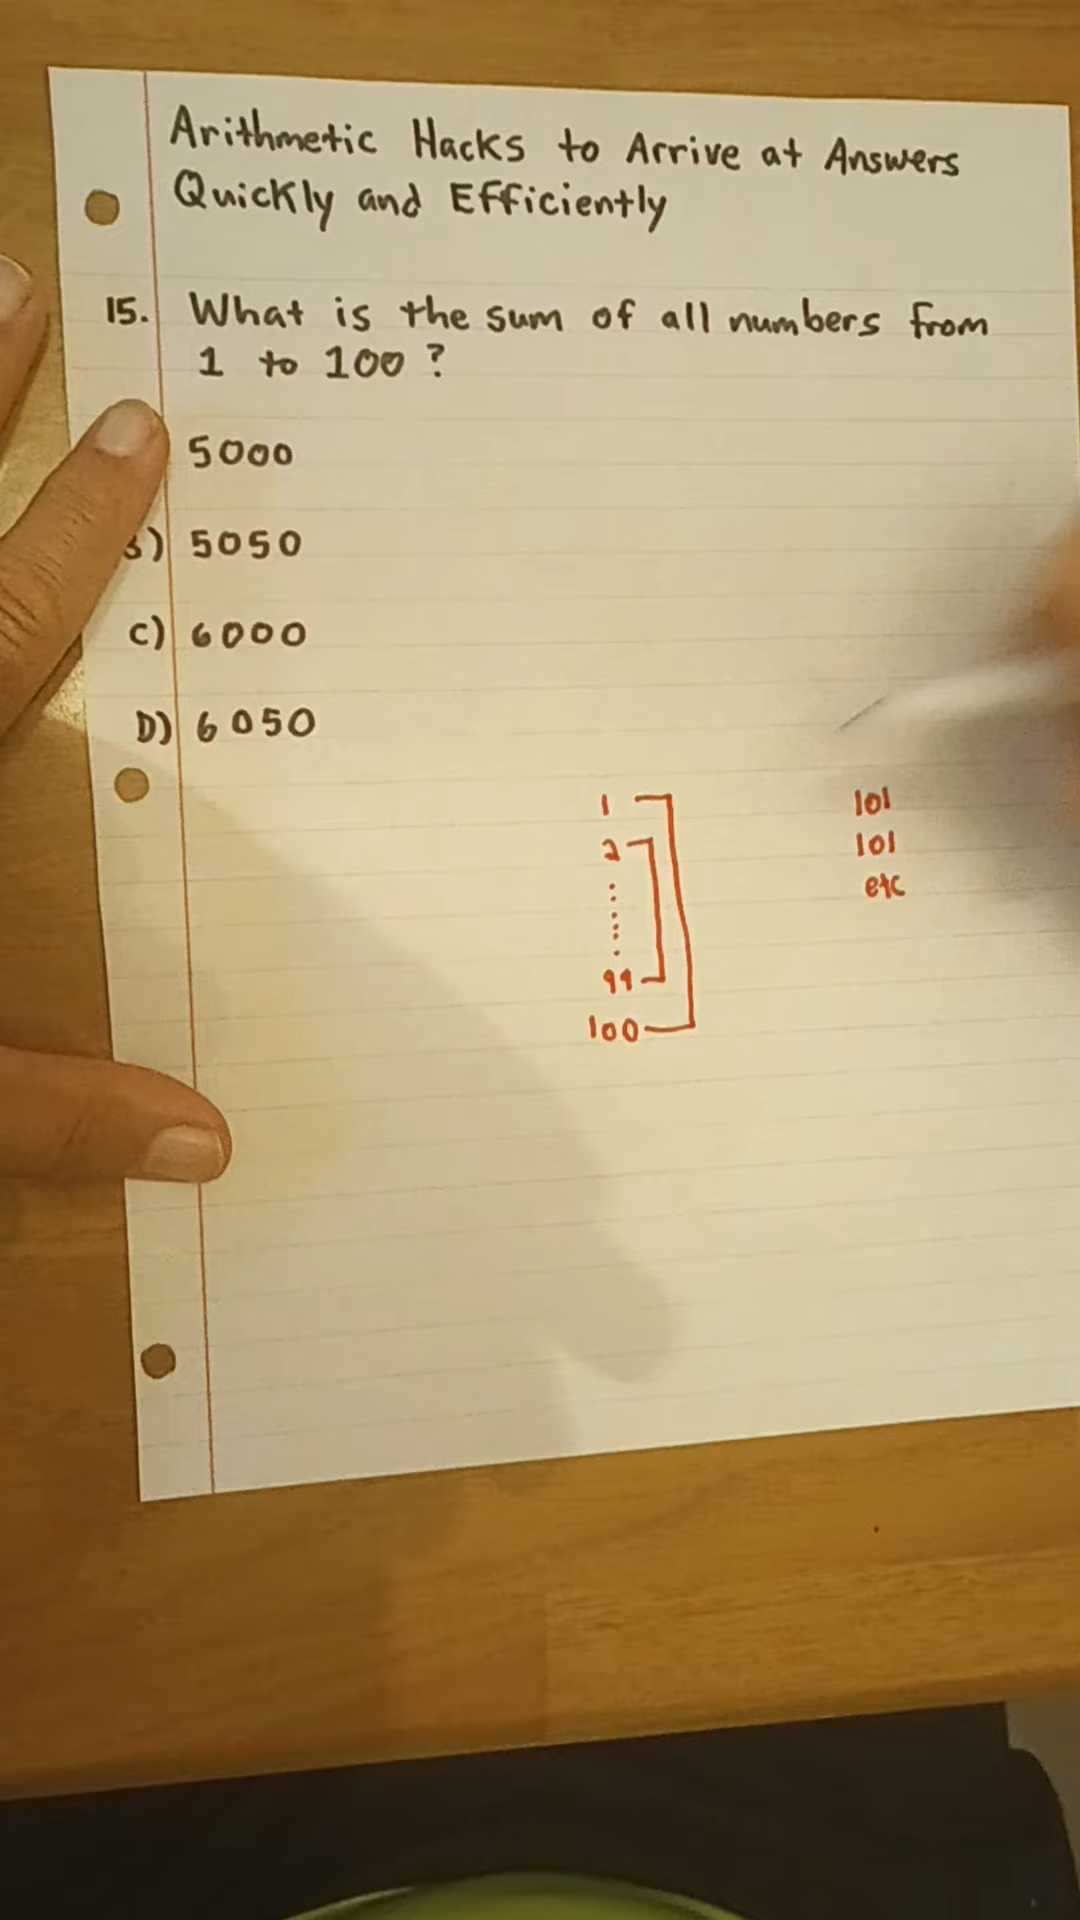 Arithmetic Hacks to Arrive at Answers
Quickly and Efficiently
15. What is the sum of all numbers from
1 to 100 ?
5000
B) 5050
C) 6000
D) 6050
1
2
......
99
100
101
101
etc